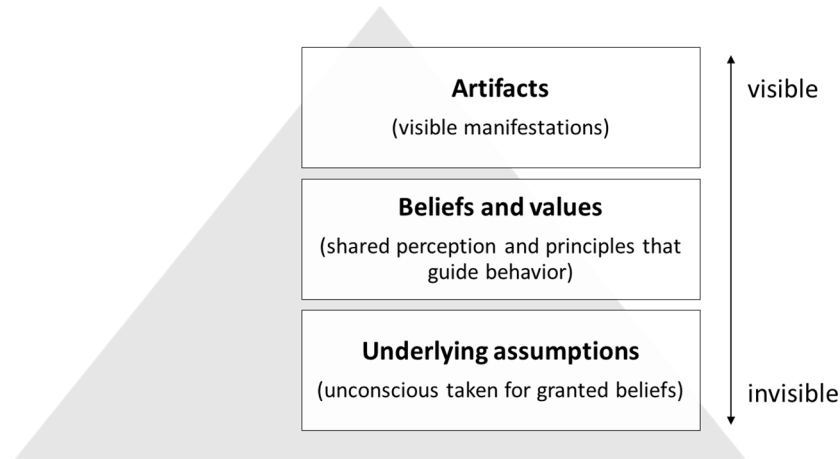 Artifacts
(visible manifestations)
visible
Beliefs and values
(shared perception and principles that
guide behavior)
Underlying assumptions
(unconscious taken for granted beliefs)
invisible